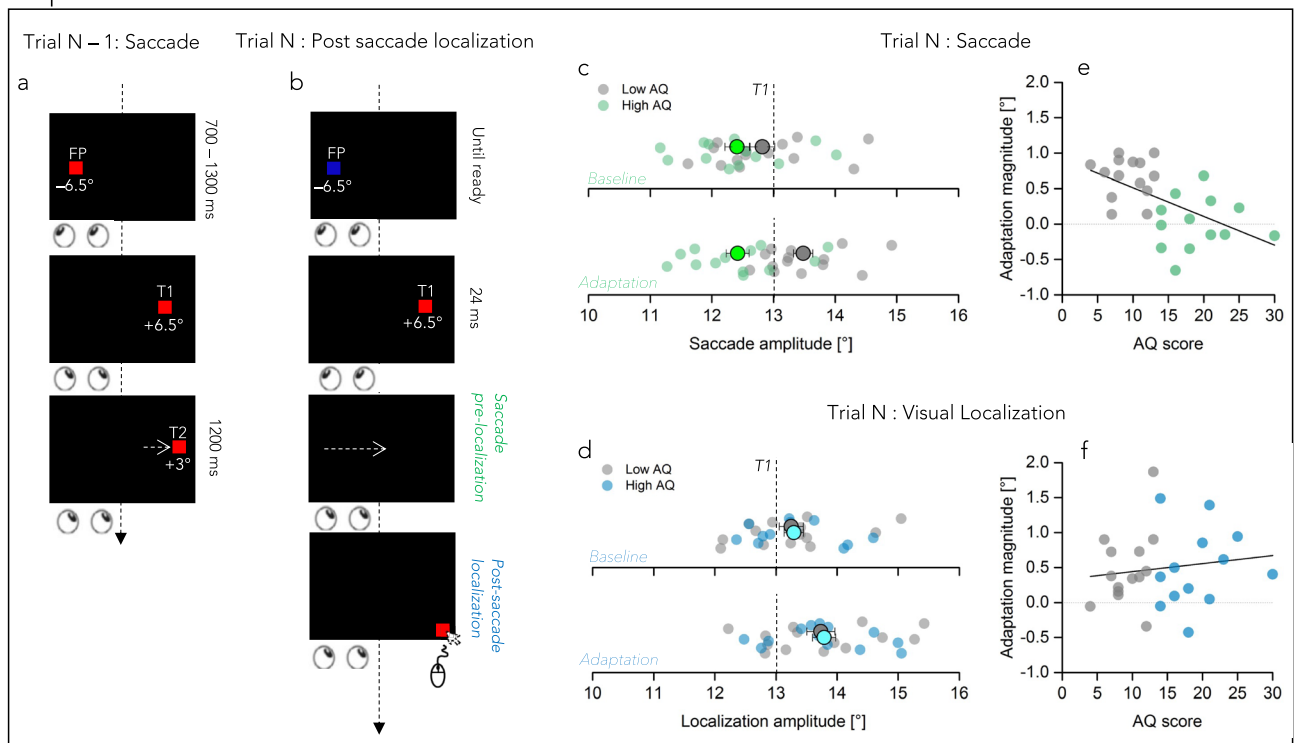 Trial N – 1: Saccade
Trial N : Post saccade localization
Trial N : Saccade
a
FP
–6.5°
700 – 1300 ms
T1
+6.5°
T2
+3°
1200 ms
b
FP
–6.5°
Until ready
T1
+6.5°
24 ms
Saccade
pre-localization
Post-saccade
localization
c
Low AQ
High AQ
T1
Baseline
Adaptation
10 11 12 13 14 15 16
Saccade amplitude [°]
e
Adaptation magnitude [°]
2.0
1.5
1.0
0.5
0.0
-0.5
-1.0
0 5 10 15 20 25 30
AQ score
Trial N : Visual Localization
d
Low AQ
High AQ
T1
Baseline
Adaptation
10 11 12 13 14 15 16
Localization amplitude [°]
f
Adaptation magnitude [°]
2.0
1.5
1.0
0.5
0.0
-0.5
-1.0
0 5 10 15 20 25 30
AQ score